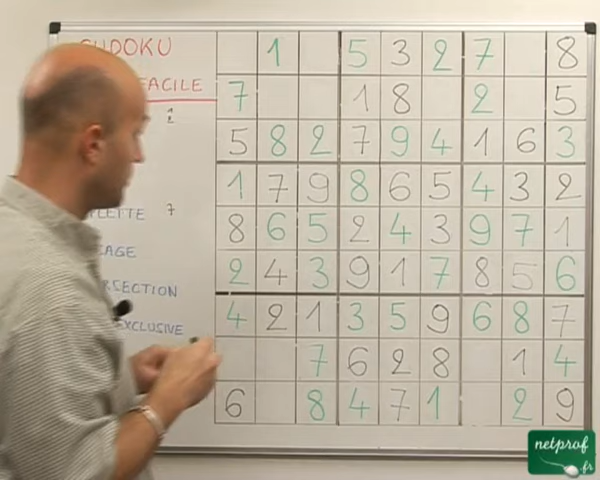 SUDOKU
FACILE
1
2
LETTE 7
CAGE
RSECTION
EXCLUSIVE
1 5 3 2 7 8
7 1 8 2 5
5 8 2 7 9 4 1 6 3
1 7 9 8 6 5 4 3 2
8 6 5 2 4 3 9 7 1
2 4 3 9 1 7 8 5 6
4 2 1 3 5 9 6 8 7
7 6 2 8 1 4
6 8 4 7 1 2 9
netprof
.fr